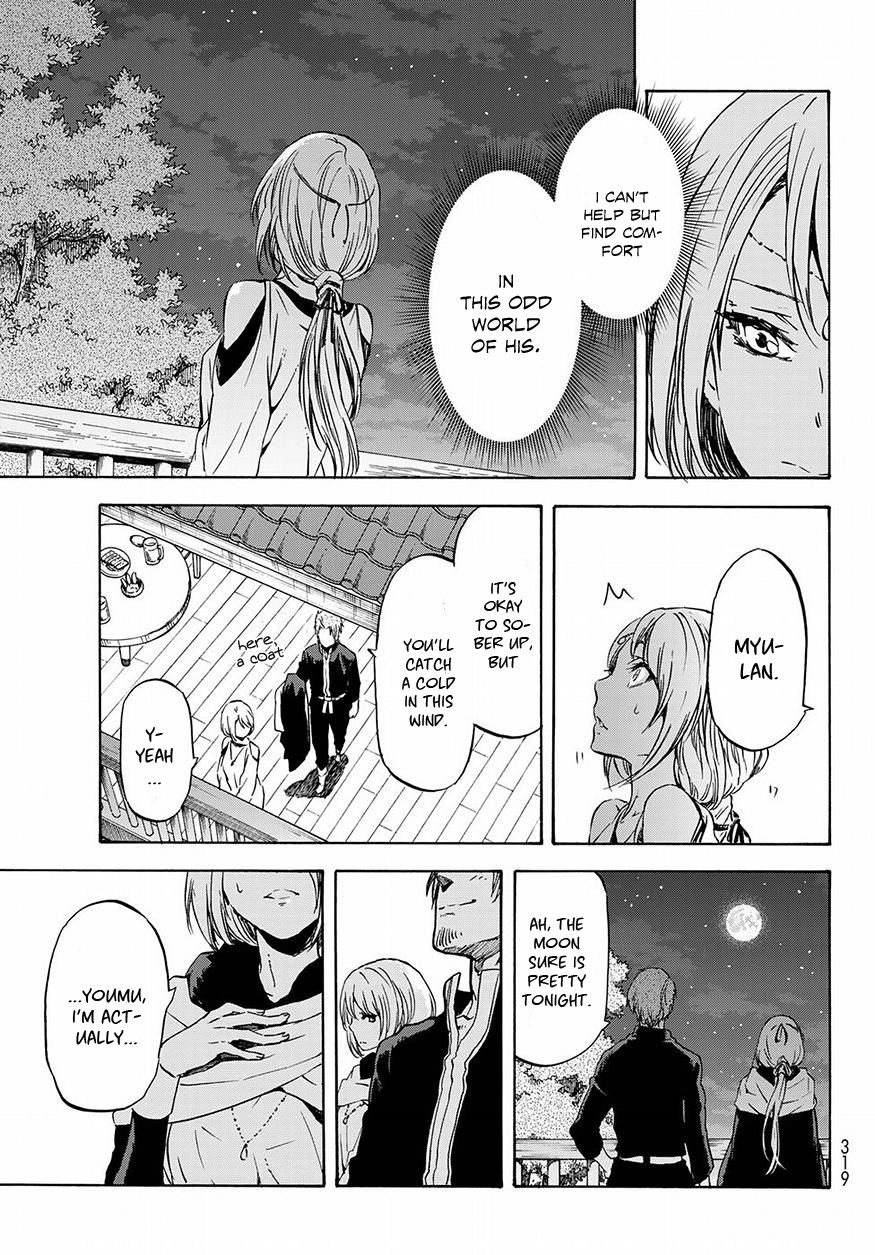 I CAN'T
HELP BUT
FIND COM-
FORT
IN
THIS ODD
WORLD
OF HIS.
MYU-
LAN.
IT'S
OKAY
TO SO-
BER UP,
BUT
YOU'LL
CATCH
A COLD
IN THIS
WIND.
here,
a coat
Y-
YEAH
...
AH, THE
MOON
SURE IS
PRETTY
TONIGHT.
...YOUMU,
I'M ACT-
UALLY...
319